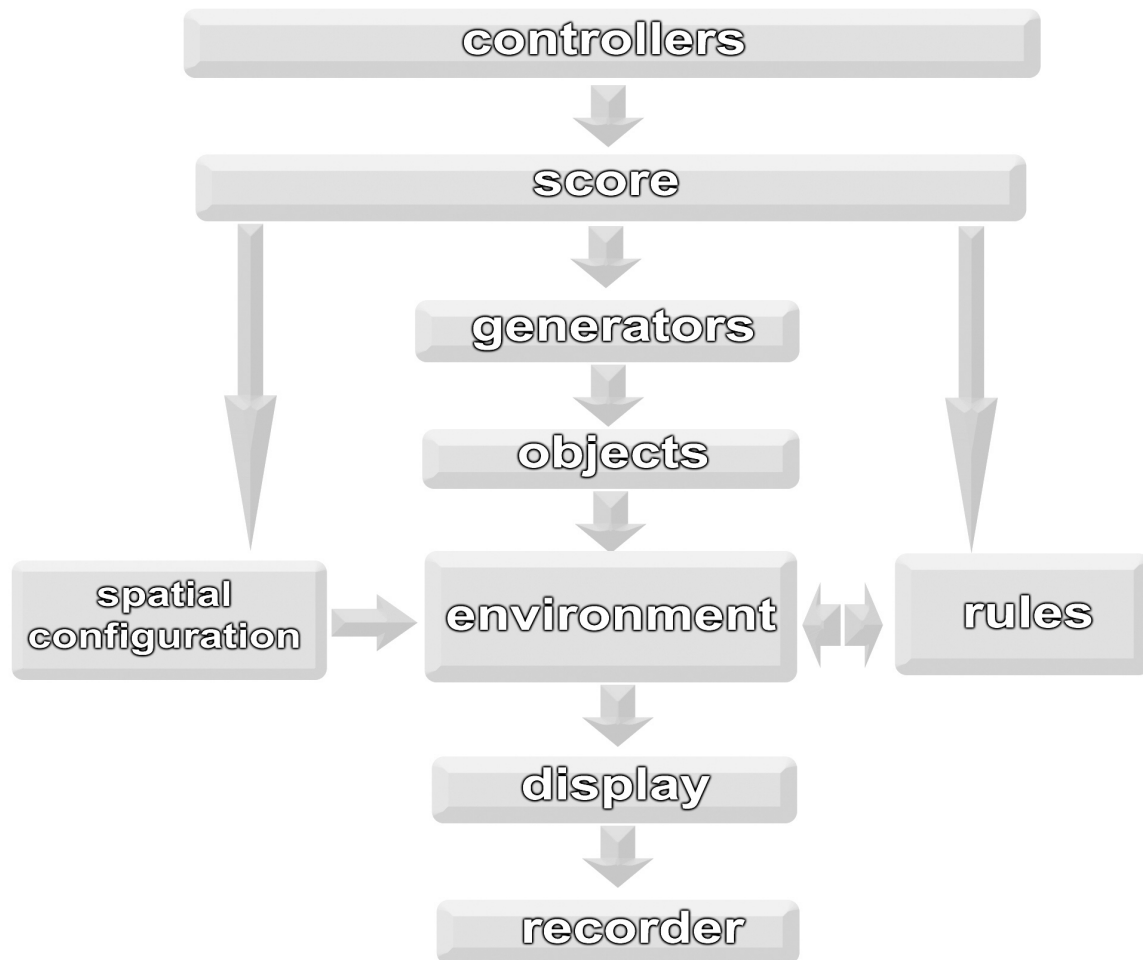 controllers
score
generators
objects
spatial
configuration
environment
rules
display
recorder